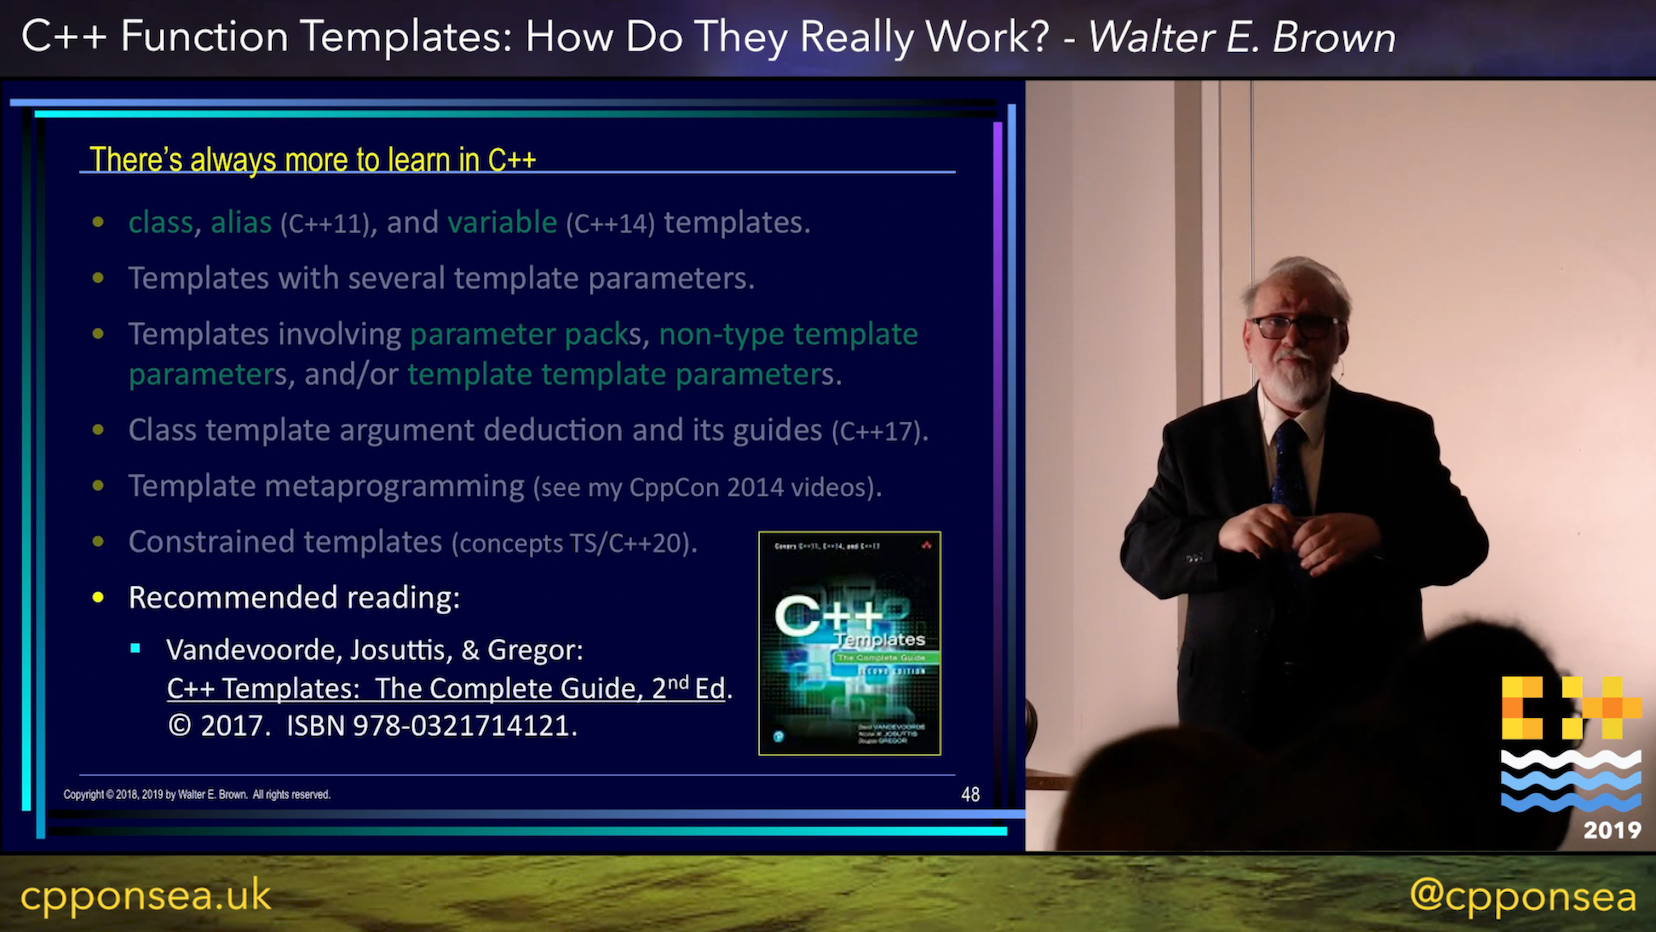 C++ Function Templates: How Do They Really Work? - Walter E. Brown
There's always more to learn in C++
• class, alias (C++11), and variable (C++14) templates.
• Templates with several template parameters.
• Templates involving parameter packs, non-type template
parameters, and/or template template parameters.
• Class template argument deduction and its guides (C++17).
• Template metaprogramming (see my CppCon 2014 videos).
• Constrained templates (concepts TS/C++20).
• Recommended reading:
▪ Vandevoorde, Josuttis, & Gregor:
C++ Templates: The Complete Guide, 2nd Ed.
© 2017. ISBN 978-0321714121.
Covers C++11, C++14, and C++17
C++
Templates
The Complete Guide
SECOND EDITION
David VANDEVOORDE
Nicolai M. JOSUTTIS
Douglas GREGOR
Copyright © 2018, 2019 by Walter E. Brown. All rights reserved.
48
C++
2019
cpponsea.uk
@cpponsea